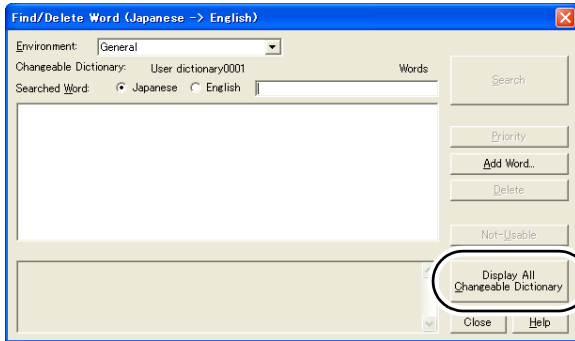 Find/Delete Word (Japanese -> English)
Environment: General
Changeable Dictionary: User dictionary0001 Words
Searched Word: Japanese English
Search
Priority
Add Word...
Delete
Not-Usable
Display All
Changeable Dictionary
Close Help